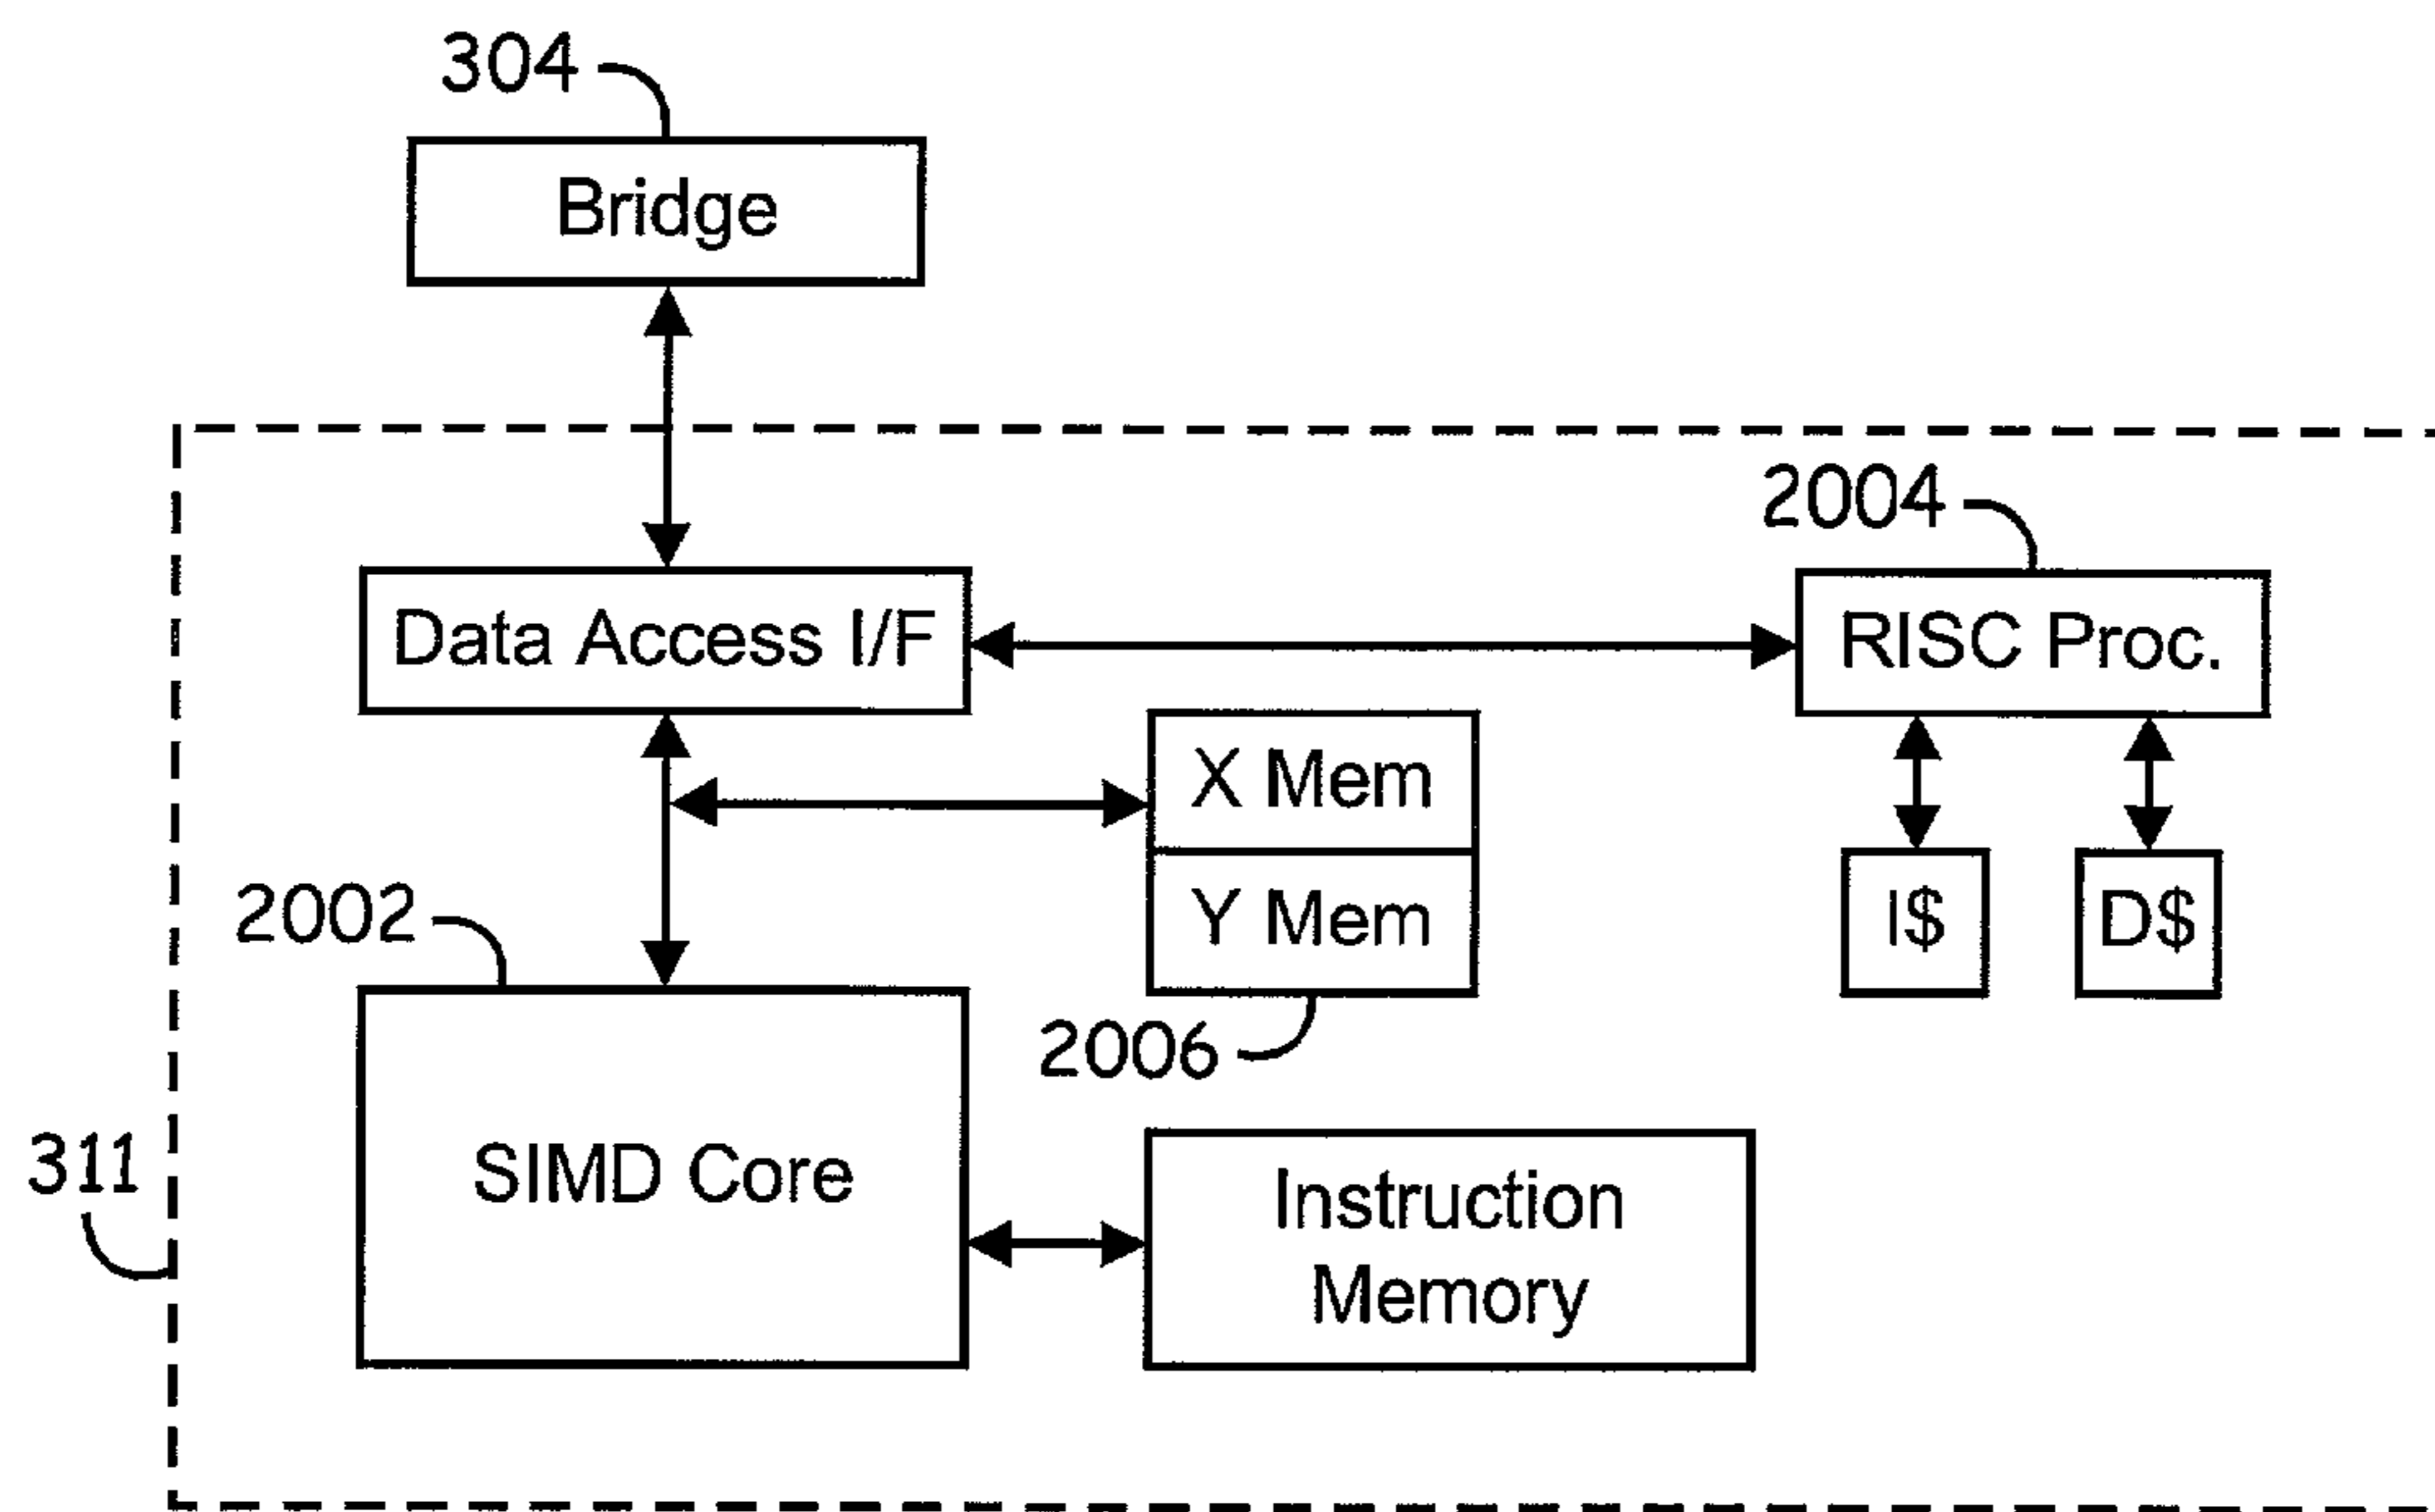 304
Bridge
2004
Data Access I/F
RISC Proc.
X Mem
2002
Y Mem
I$
D$
2006
SIMD Core
311
Instruction
Memory